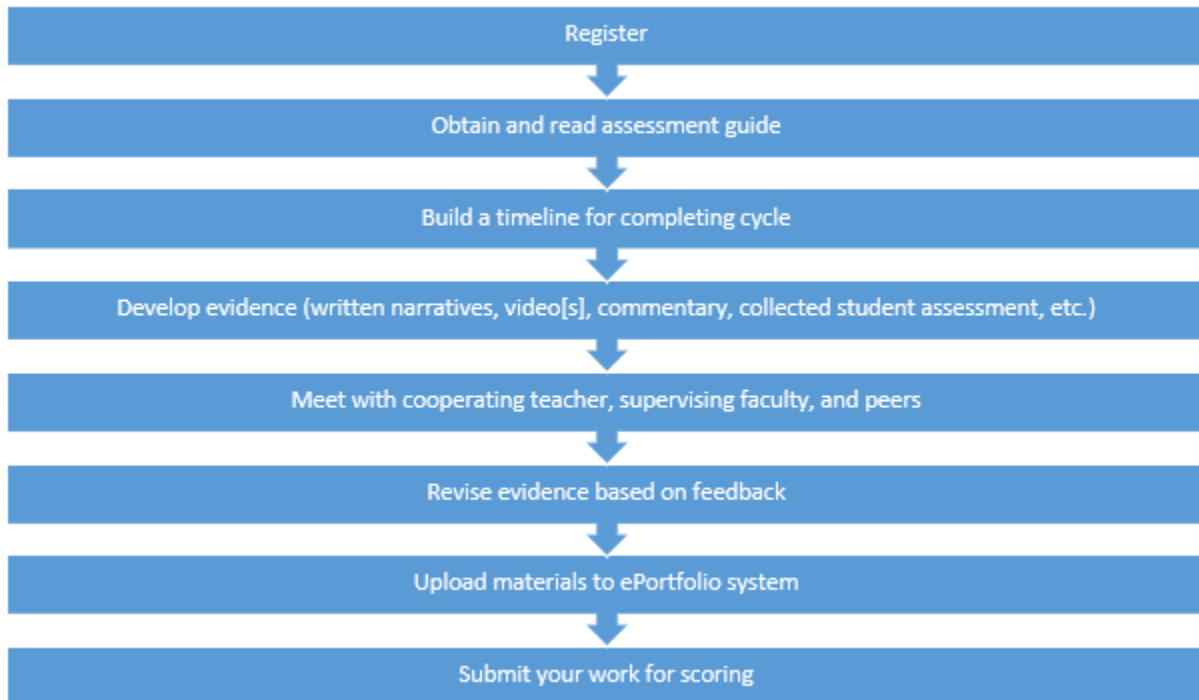 Register
Obtain and read assessment guide
Build a timeline for completing cycle
Develop evidence (written narratives, video[s], commentary, collected student assessment, etc.)
Meet with cooperating teacher, supervising faculty, and peers
Revise evidence based on feedback
Upload materials to ePortfolio system
Submit your work for scoring